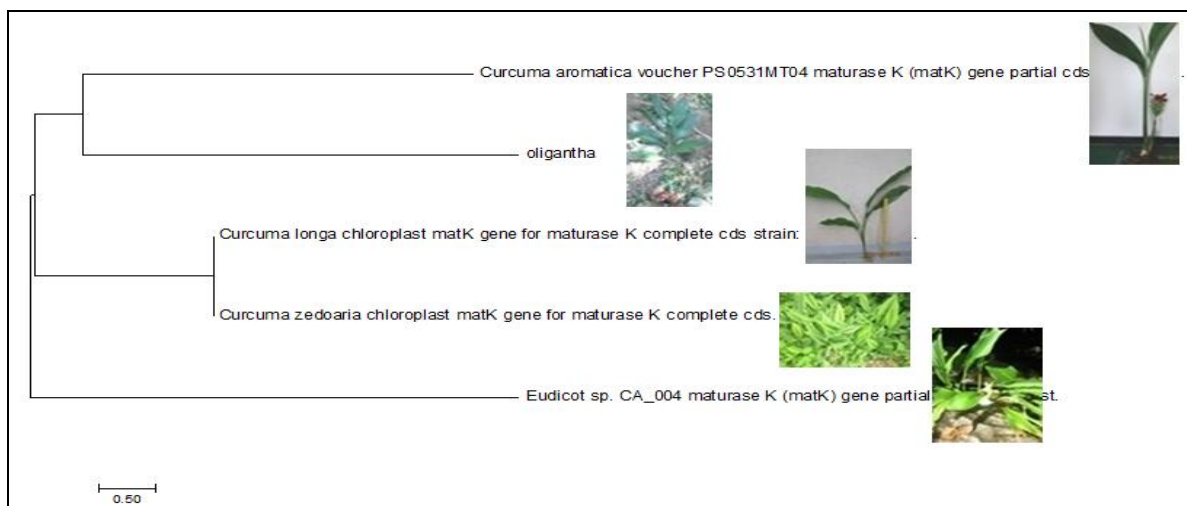 Curcuma aromatica voucher PS0531MT04 maturase K (matK) gene partial cds
oligantha
Curcuma longa chloroplast matK gene for maturase K complete cds strain: .
Curcuma zedoaria chloroplast matK gene for maturase K complete cds.
Eudicot sp. CA_004 maturase K (matK) gene partial st.
0.50